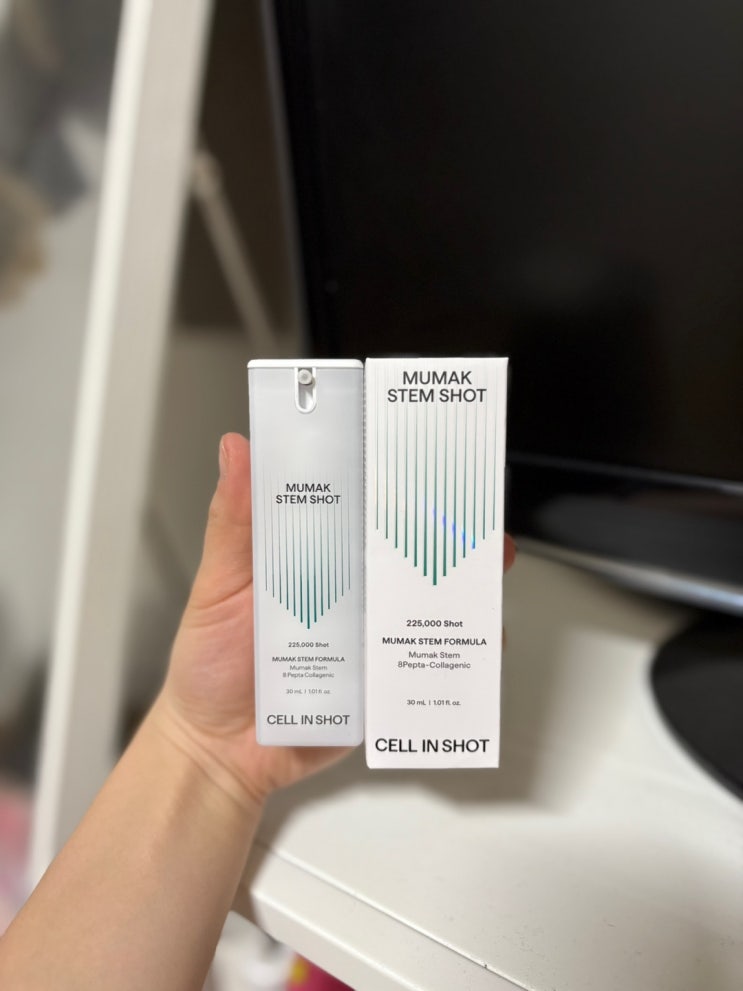 MUMAK
STEM SHOT
225,000 Shot
MUMAK STEM FORMULA
Mumak Stem
8Pepta-Collagenic
30 mL | 1.01 fl. oz.
CELL IN SHOT
MUMAK
STEM SHOT
225,000 Shot
MUMAK STEM FORMULA
Mumak Stem
8Pepta-Collagenic
30 mL | 1.01 fl. oz.
CELL IN SHOT